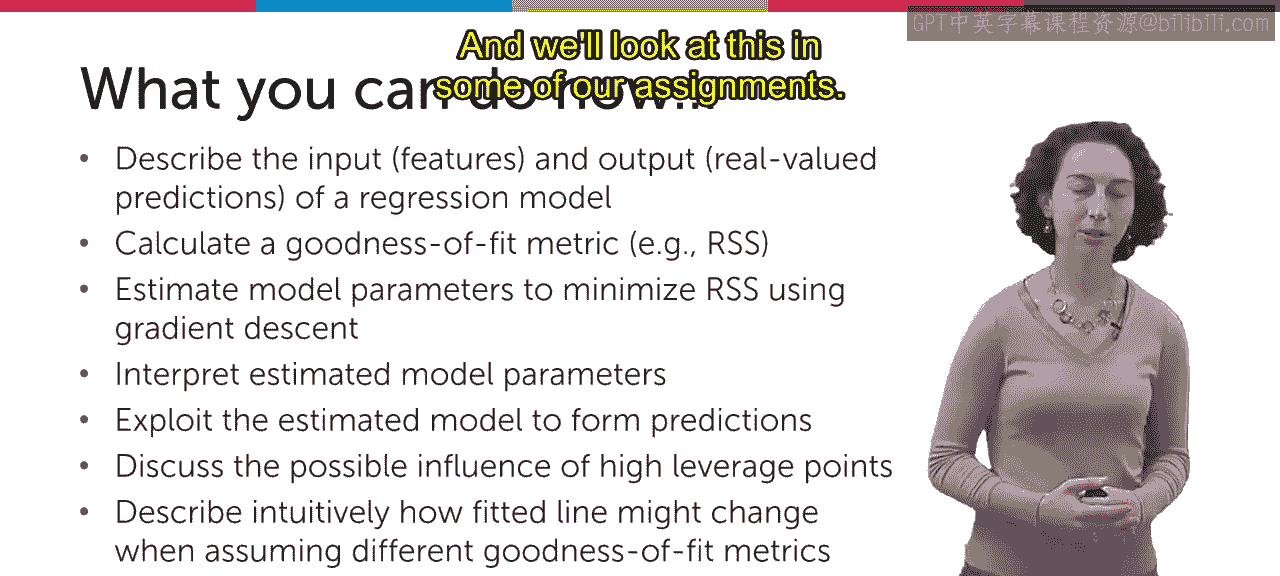 GPT中英字幕课程资源@bilibili.com
And we'll look at this in
some of our assignments.
What you can do now...
• Describe the input (features) and output (real-valued
predictions) of a regression model
• Calculate a goodness-of-fit metric (e.g., RSS)
• Estimate model parameters to minimize RSS using
gradient descent
• Interpret estimated model parameters
• Exploit the estimated model to form predictions
• Discuss the possible influence of high leverage points
• Describe intuitively how fitted line might change
when assuming different goodness-of-fit metrics